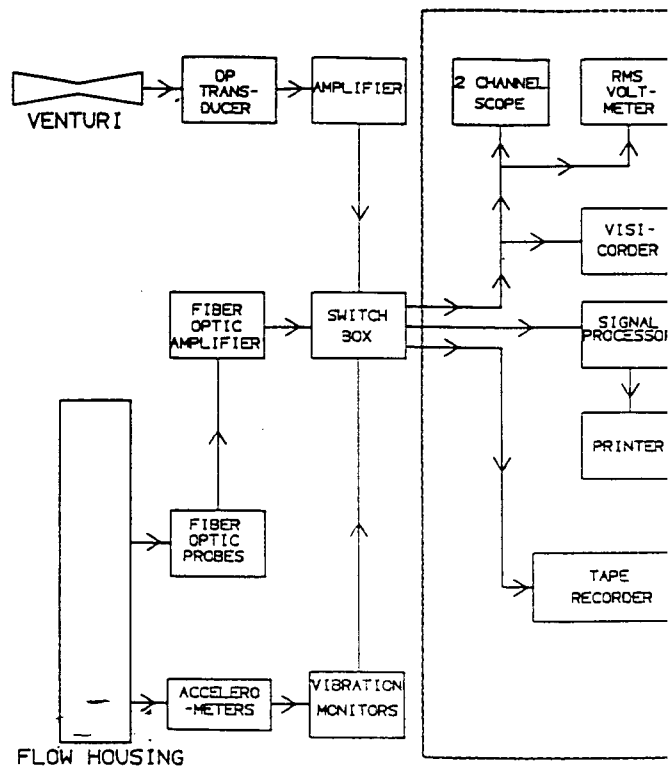 VENTURI
DP
TRANS-
DUCER
AMPLIFIER
2 CHANNEL
SCOPE
RMS
VOLT-
METER
VISI-
CORDER
FIBER
OPTIC
AMPLIFIER
SWITCH
BOX
SIGNAL
PROCESSOR
PRINTER
FIBER
OPTIC
PROBES
TAPE
RECORDER
ACCELERO
-METERS
VIBRATION
MONITORS
FLOW HOUSING